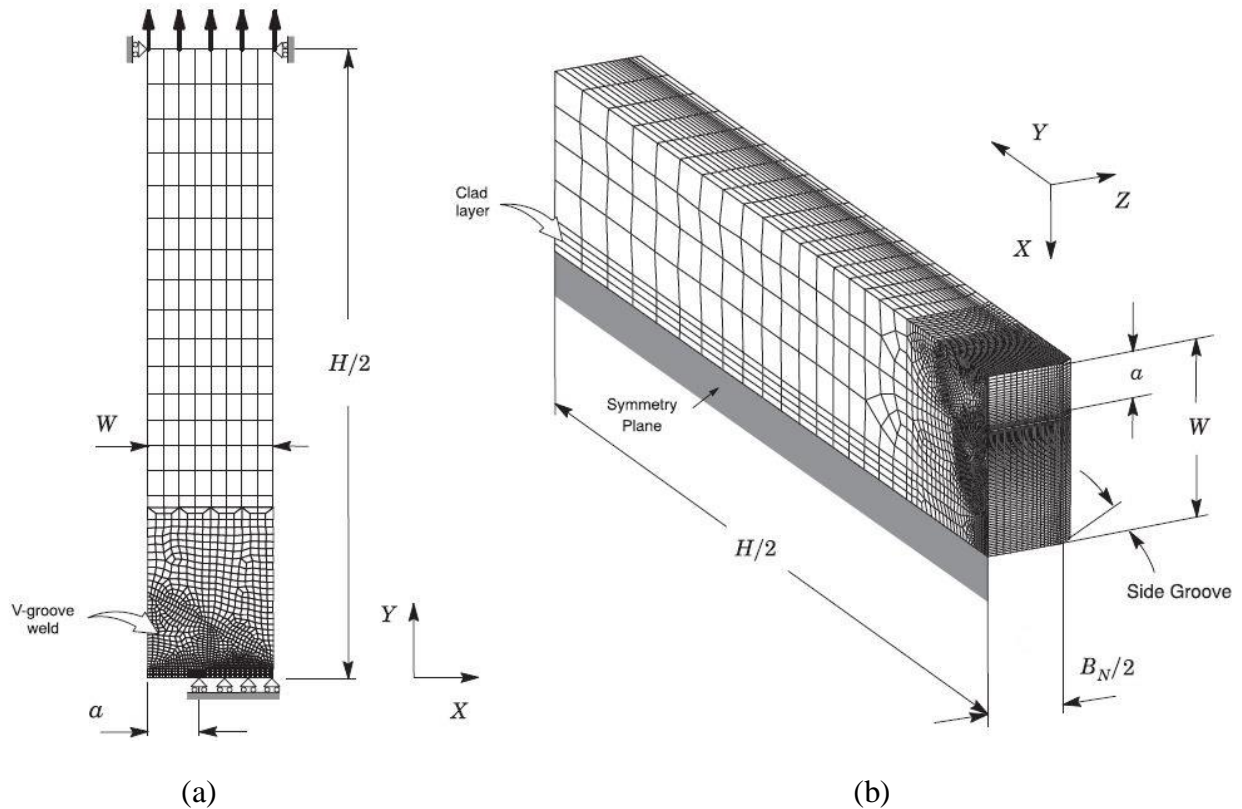 H/2
W
V-groove
weld
Y
X
a
(a)
Clad
layer
Y
Z
X
a
W
Symmetry
Plane
H/2
Side Groove
B_N/2
(b)